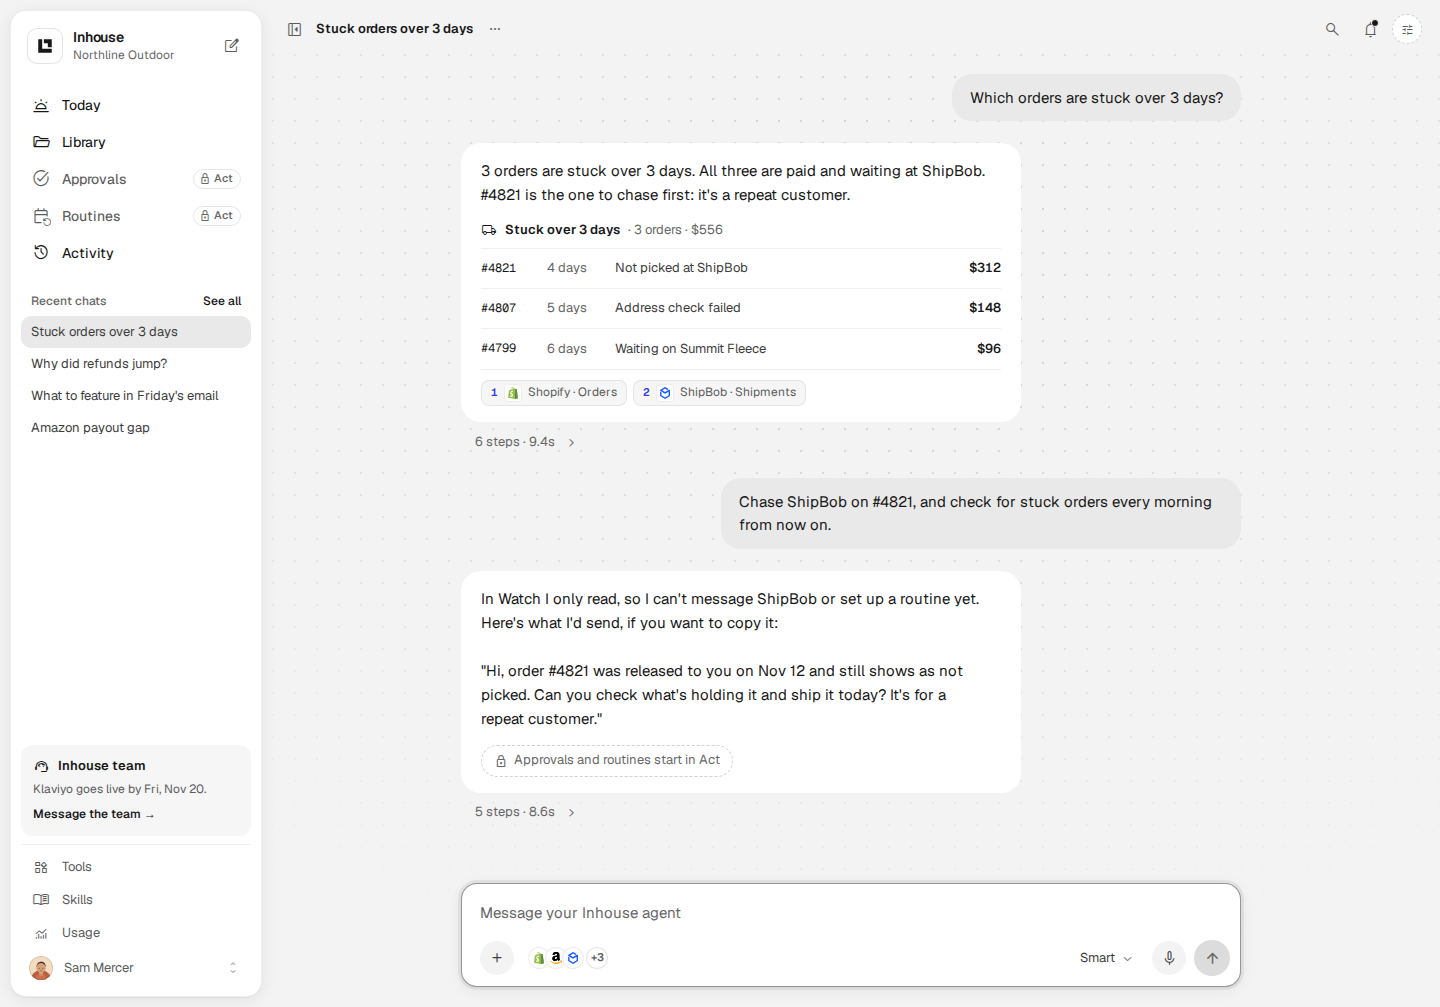 Inhouse
Northline Outdoor
Today
Library
Approvals
Act
Routines
Act
Activity
Recent chats
See all
Stuck orders over 3 days
Why did refunds jump?
What to feature in Friday's email
Amazon payout gap
Inhouse team
Klaviyo goes live by Fri, Nov 20.
Message the team →
Tools
Skills
Usage
Sam Mercer
Stuck orders over 3 days
Which orders are stuck over 3 days?
3 orders are stuck over 3 days. All three are paid and waiting at ShipBob.
#4821 is the one to chase first: it's a repeat customer.
Stuck over 3 days · 3 orders · $556
#4821 4 days Not picked at ShipBob $312
#4807 5 days Address check failed $148
#4799 6 days Waiting on Summit Fleece $96
1 Shopify · Orders 2 ShipBob · Shipments
6 steps · 9.4s
Chase ShipBob on #4821, and check for stuck orders every morning
from now on.
In Watch I only read, so I can't message ShipBob or set up a routine yet.
Here's what I'd send, if you want to copy it:
"Hi, order #4821 was released to you on Nov 12 and still shows as not
picked. Can you check what's holding it and ship it today? It's for a
repeat customer."
Approvals and routines start in Act
5 steps · 8.6s
Message your Inhouse agent
+3
Smart